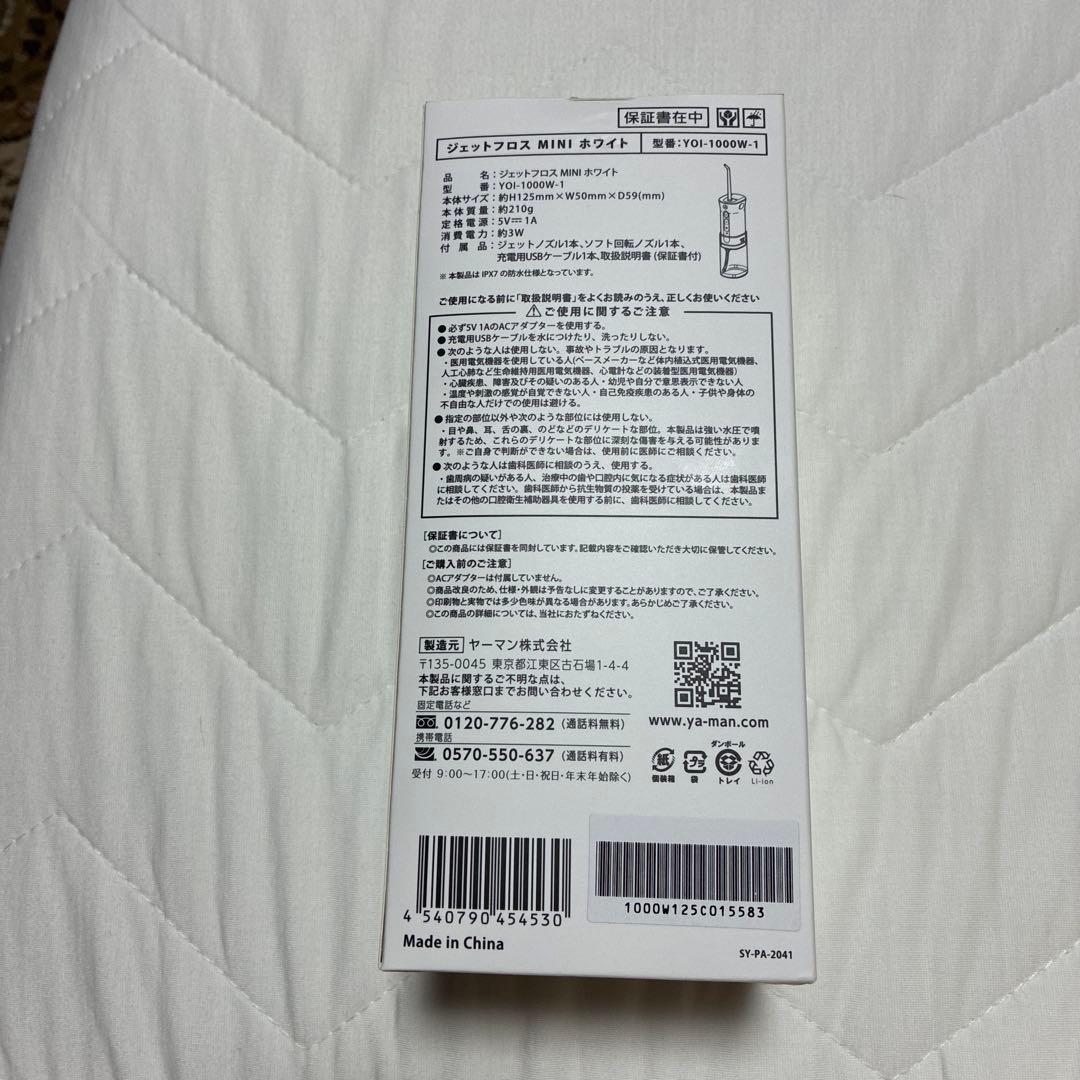 保証書在中
ジェットフロス MINI ホワイト 型番:YOI-1000W-1
品名:ジェットフロス MINI ホワイト
型番:YOI-1000W-1
本体サイズ:約H125mm×W50mm×D59(mm)
本体質量:約210g
定格電源:5V⎓1A
消費電力:約3W
付属品:ジェットノズル1本、ソフト回転ノズル1本、
充電用USBケーブル1本、取扱説明書(保証書付)
※本製品は IPX7 の防水仕様となっています。
ご使用になる前に「取扱説明書」をよくお読みのうえ、正しくお使いください
⚠ご使用に関するご注意
●必ず5V 1AのACアダプターを使用する。
●充電用USBケーブルを水につけたり、洗ったりしない。
●次のような人は使用しない。事故やトラブルの原因となります。
・医用電気機器を使用している人(ペースメーカーなど体内植込式医用電気機器、
人工心肺など生命維持用医用電気機器、心電計などの装着型医用電気機器)
・心臓疾患、障害及びその疑いのある人・幼児や自分で意思表示できない人
・温度や刺激の感覚が自覚できない人・自己免疫疾患のある人・子供や身体の
不自由な人だけでの使用は避ける。
●指定の部位以外や次のような部位には使用しない。
・目や鼻、耳、舌の裏、のどなどのデリケートな部位。本製品は強い水圧で噴
射するため、これらのデリケートな部位に深刻な傷害を与える可能性がありま
す。※ご自身で判断ができない場合は、使用前に医師にご相談ください。
●次のような人は歯科医師に相談のうえ、使用する。
・歯周病の疑いがある人、治療中の歯や口腔内に気になる症状がある人は歯科医師
に相談してください。歯科医師から抗生物質の投薬を受けている場合は、本製品ま
たはその他の口腔衛生補助器具を使用する前に、歯科医師に相談してください。
[保証書について]
◎この商品には保証書を同封しています。記載内容をご確認いただき大切に保管してください。
[ご購入前のご注意]
◎ACアダプターは付属していません。
◎商品改良のため、仕様・外観は予告なしに変更することがありますので、ご了承ください。
◎印刷物と実物では多少色味が異なる場合があります。あらかじめご了承ください。
◎この商品の詳細については、当社におたずねください。
製造元 ヤーマン株式会社
〒135-0045 東京都江東区古石場1-4-4
本製品に関するご不明な点は、
下記お客様窓口までお問い合わせください。
固定電話など
0120-776-282(通話料無料)
携帯電話
0570-550-637(通話料有料)
受付 9:00〜17:00(土・日・祝日・年末年始除く)
www.ya-man.com
ダンボール
紙 プラ
個装箱 袋 トレイ Li-ion
4 540790 454530
1000W125C015583
Made in China
SY-PA-2041